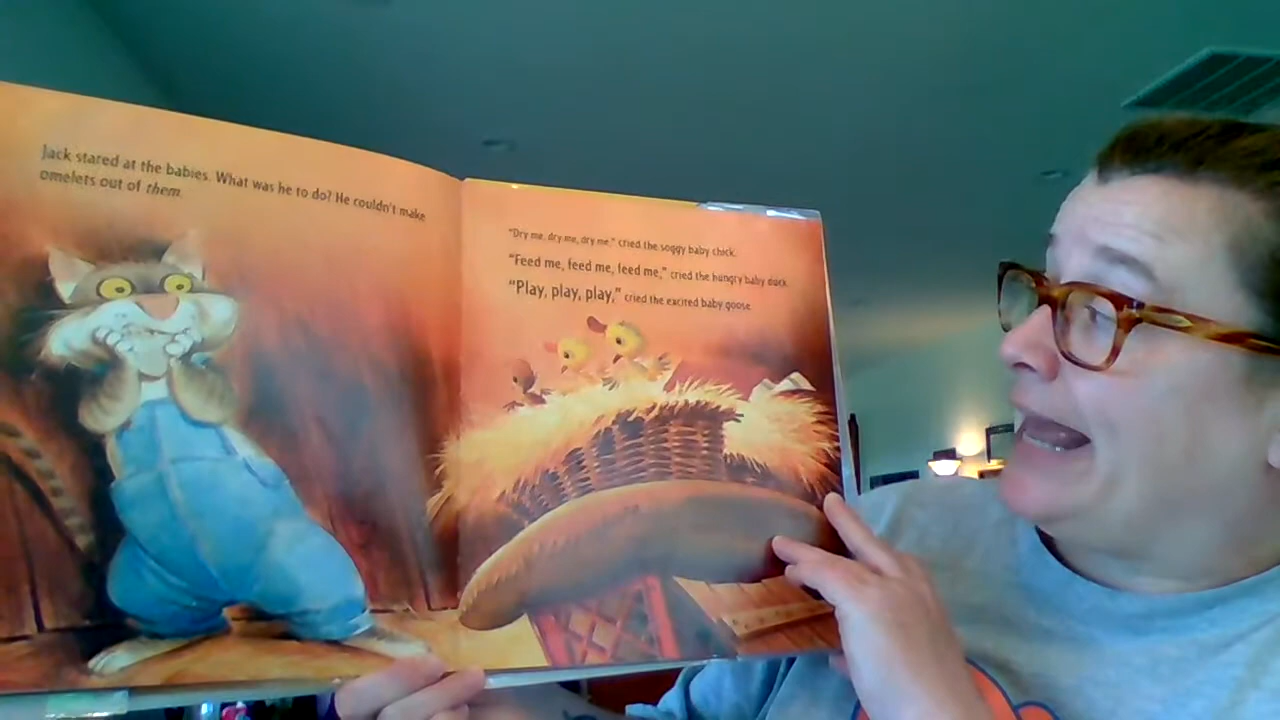 Jack stared at the babies. What was he to do? He couldn't make
omelets out of them.
"Dry me, dry me, dry me," cried the soggy baby chick.
"Feed me, feed me, feed me," cried the hungry baby duck.
"Play, play, play," cried the excited baby goose.